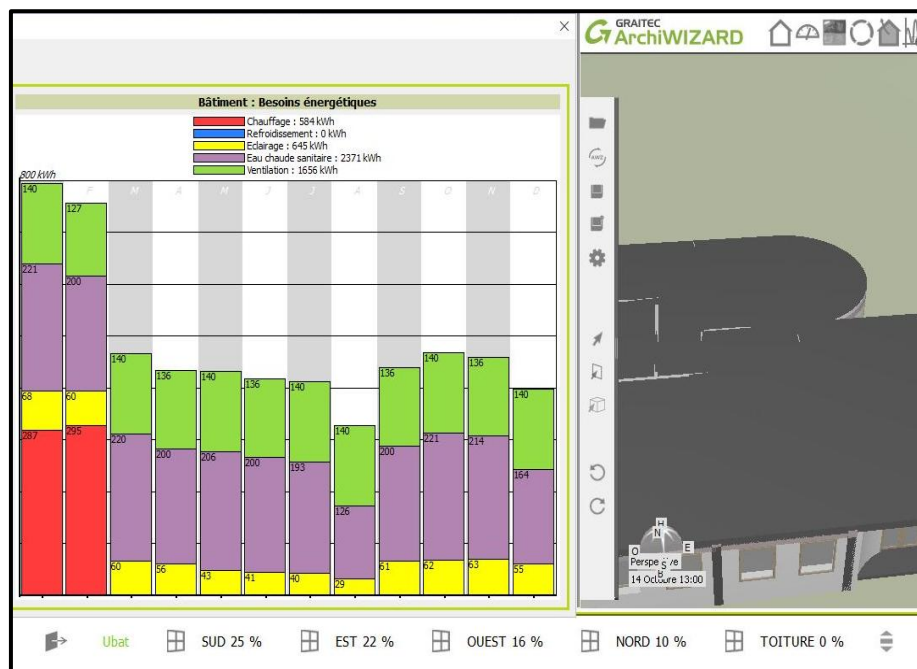 GRAITEC
ArchiWIZARD
Bâtiment : Besoins énergétiques
Chauffage : 584 kWh
Refroidissement : 0 kWh
Eclairage : 645 kWh
Eau chaude sanitaire : 2371 kWh
Ventilation : 1656 kWh
800 kWh
F M A M J J A S O N D
140 127 140 136 140 136 140 140 136 140 136 140
221 200 220 200 206 200 193 126 200 221 214 164
68 60 60 56 43 41 40 29 61 62 63 55
287 295
AWZ
H
N
O E
S
B
14 Octobre 13:00
Ubat SUD 25 % EST 22 % OUEST 16 % NORD 10 % TOITURE 0 %